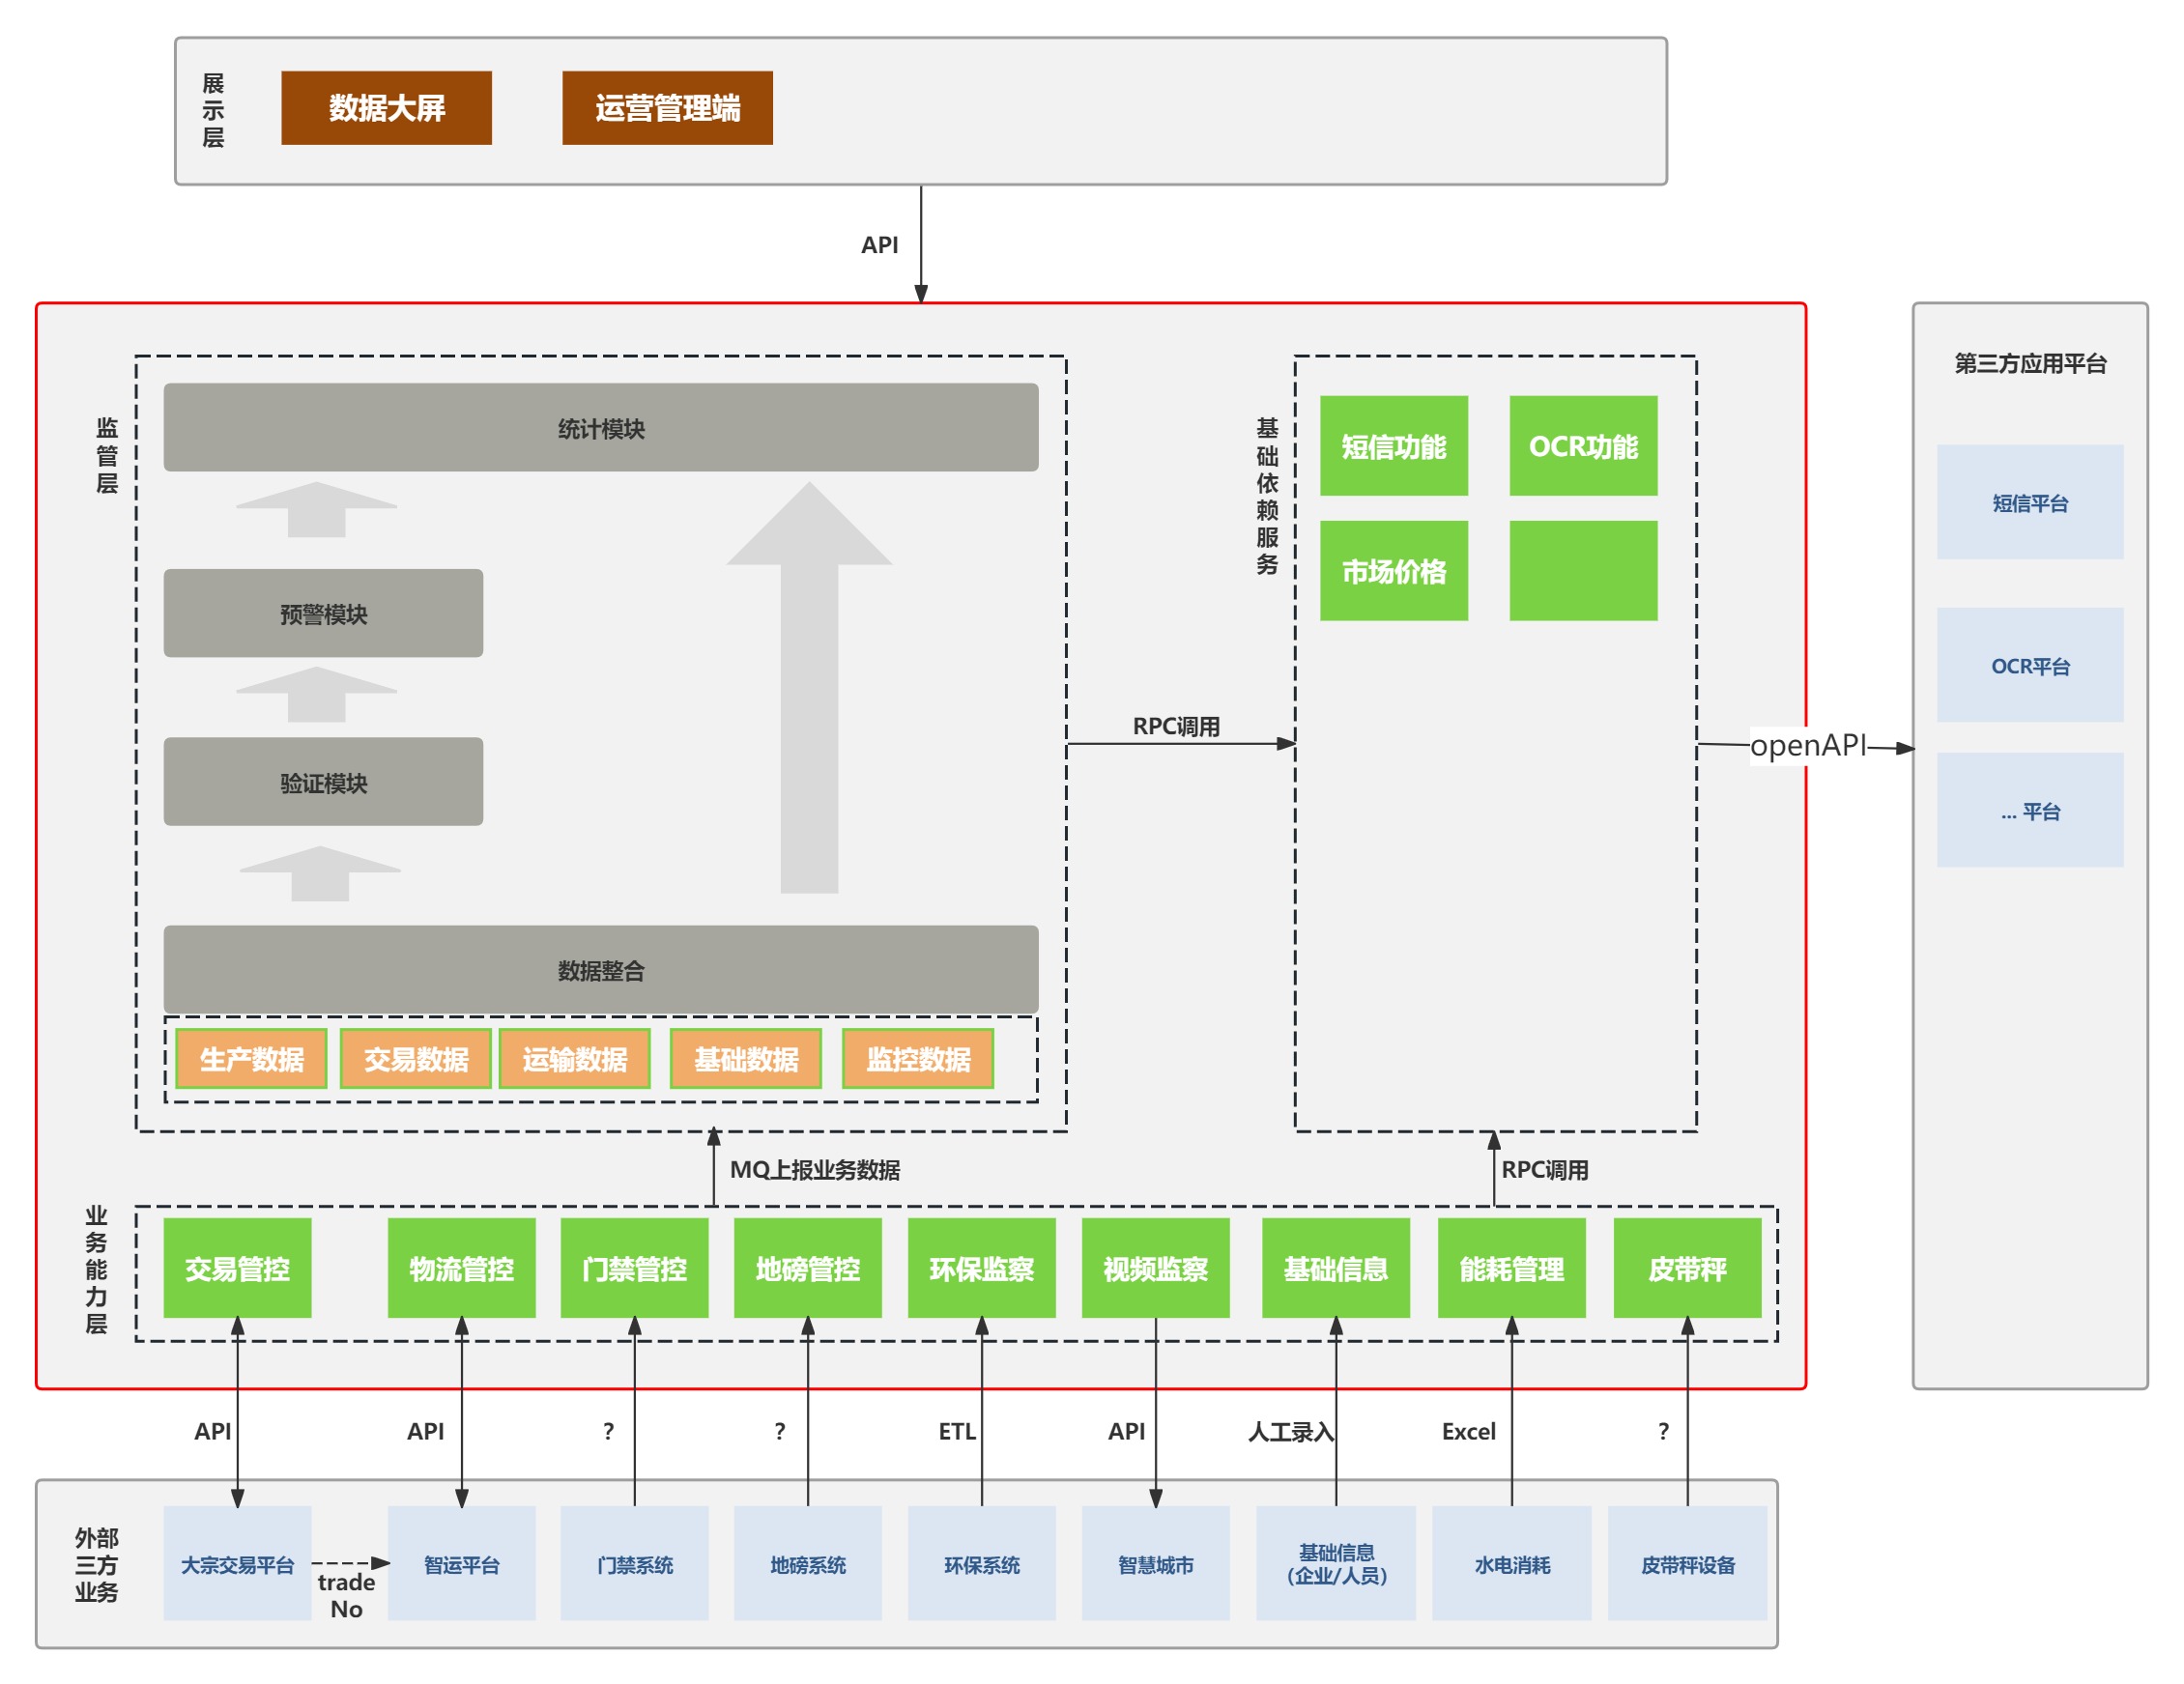 展示层
数据大屏
运营管理端
API
监管层
统计模块
预警模块
验证模块
数据整合
生产数据
交易数据
运输数据
基础数据
监控数据
RPC调用
基础依赖服务
短信功能
OCR功能
市场价格
openAPI
第三方应用平台
短信平台
OCR平台
... 平台
MQ上报业务数据
RPC调用
业务能力层
交易管控
物流管控
门禁管控
地磅管控
环保监察
视频监察
基础信息
能耗管理
皮带秤
API
API
?
?
ETL
API
人工录入
Excel
?
外部
三方
业务
大宗交易平台
trade
No
智运平台
门禁系统
地磅系统
环保系统
智慧城市
基础信息
（企业/人员）
水电消耗
皮带秤设备